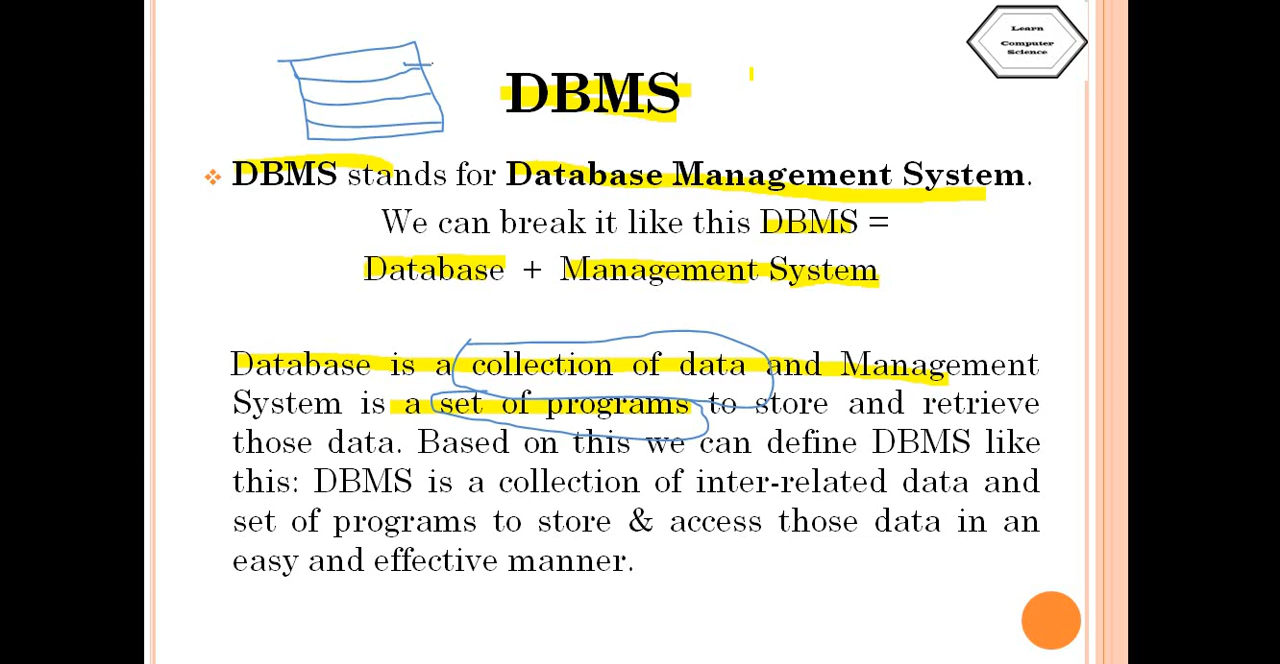 Learn
Computer
Science
DBMS
DBMS stands for Database Management System.
We can break it like this DBMS =
Database + Management System
Database is a collection of data and Management
System is a set of programs to store and retrieve
those data. Based on this we can define DBMS like
this: DBMS is a collection of inter-related data and
set of programs to store & access those data in an
easy and effective manner.